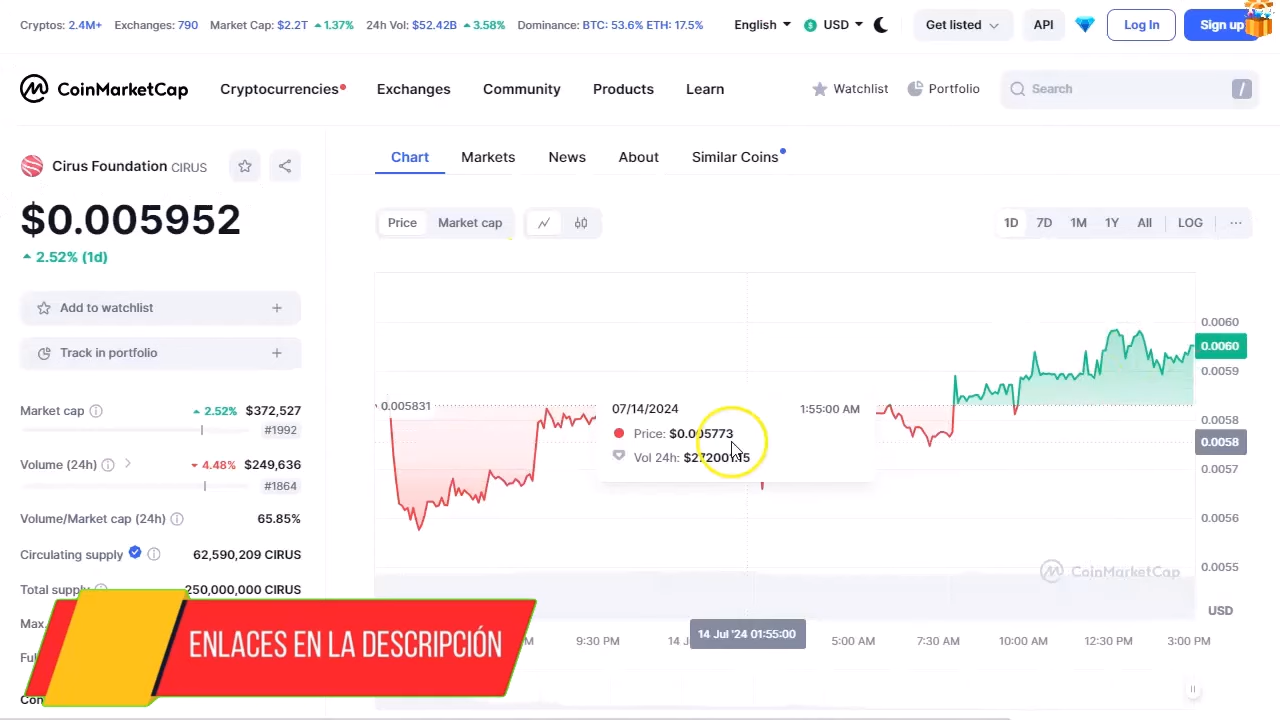 Cryptos: 2.4M+ Exchanges: 790 Market Cap: $2.2T 1.37% 24h Vol: $52.42B 3.58% Dominance: BTC: 53.6% ETH: 17.5% English USD Get listed API Log In Sign up
CoinMarketCap Cryptocurrencies Exchanges Community Products Learn Watchlist Portfolio Search /
Cirus Foundation CIRUS
$0.005952
2.52% (1d)
Add to watchlist +
Track in portfolio +
Market cap 2.52% $372,527
#1992
Volume (24h) 4.48% $249,636
#1864
Volume/Market cap (24h) 65.85%
Circulating supply 62,590,209 CIRUS
Total supply 250,000,000 CIRUS
Max.
Chart Markets News About Similar Coins
Price Market cap 1D 7D 1M 1Y All LOG ...
0.005831
07/14/2024 1:55:00 AM
Price: $0.005773
Vol 24h:
0.0060
0.0060
0.0059
0.0058
0.0058
0.0057
0.0056
0.0055
CoinMarketCap
USD
9:30 PM 14 J 14 Jul '24 01:55:00 5:00 AM 7:30 AM 10:00 AM 12:30 PM 3:00 PM
ENLACES EN LA DESCRIPCIÓN